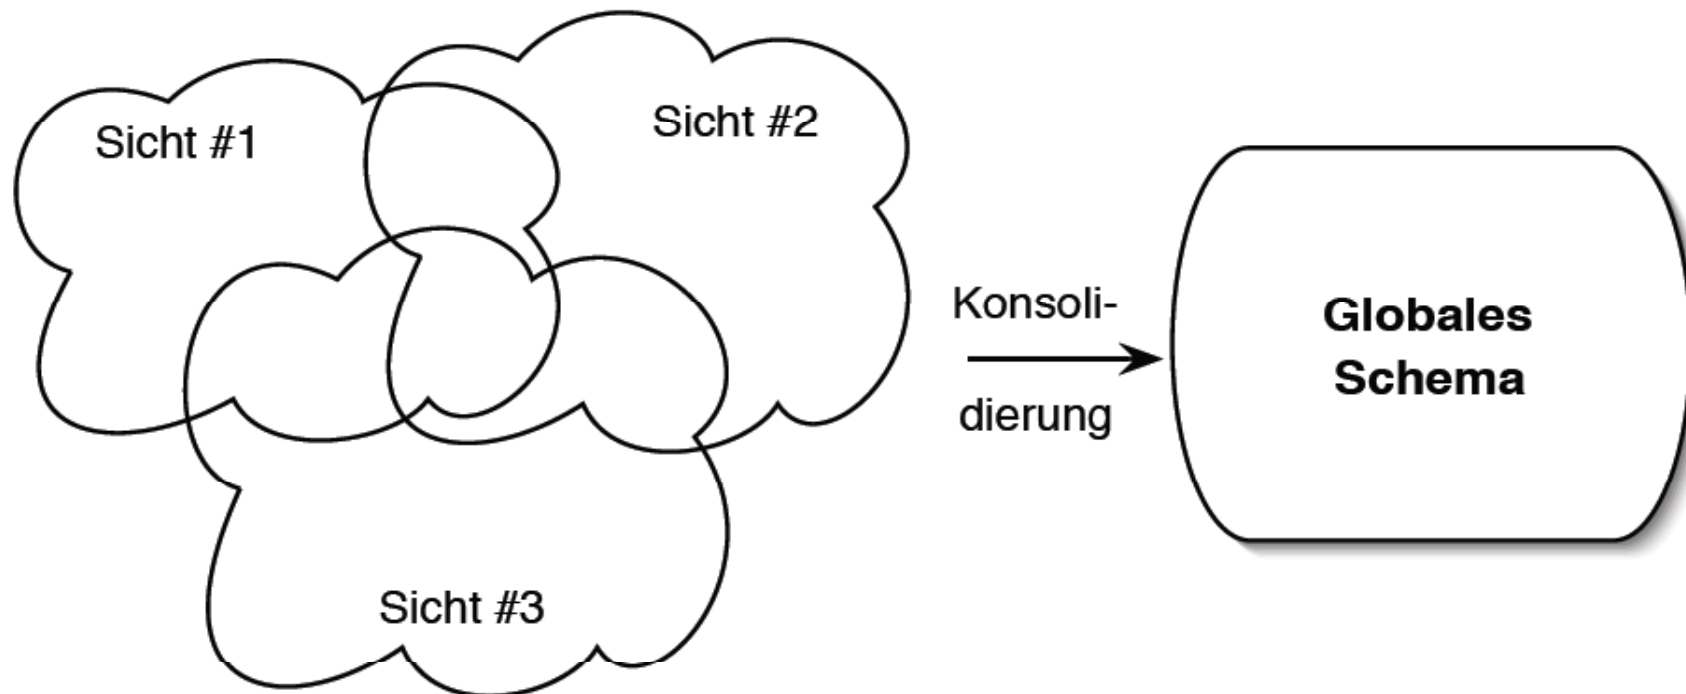 Sicht #1
Sicht #2
Sicht #3
Konsoli-
dierung
Globales
Schema